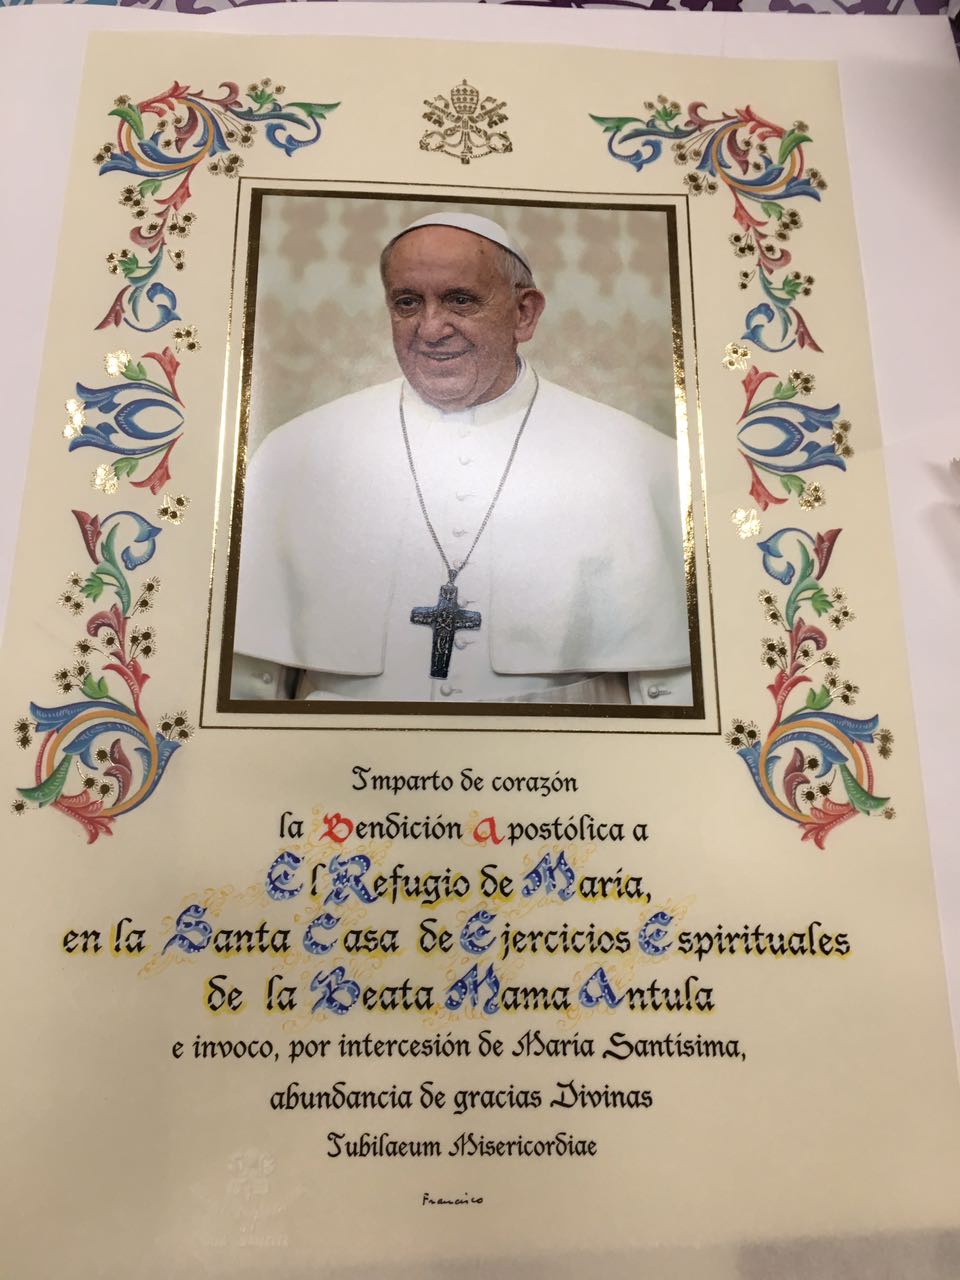 Imparto de corazón
la Bendición Apostólica a
El Refugio de María,
en la Santa Casa de Ejercicios Espirituales
de la Beata Mama Antula
e invoco, por intercesión de María Santísima,
abundancia de gracias Divinas
Jubilaeum Misericordiae
Francisco